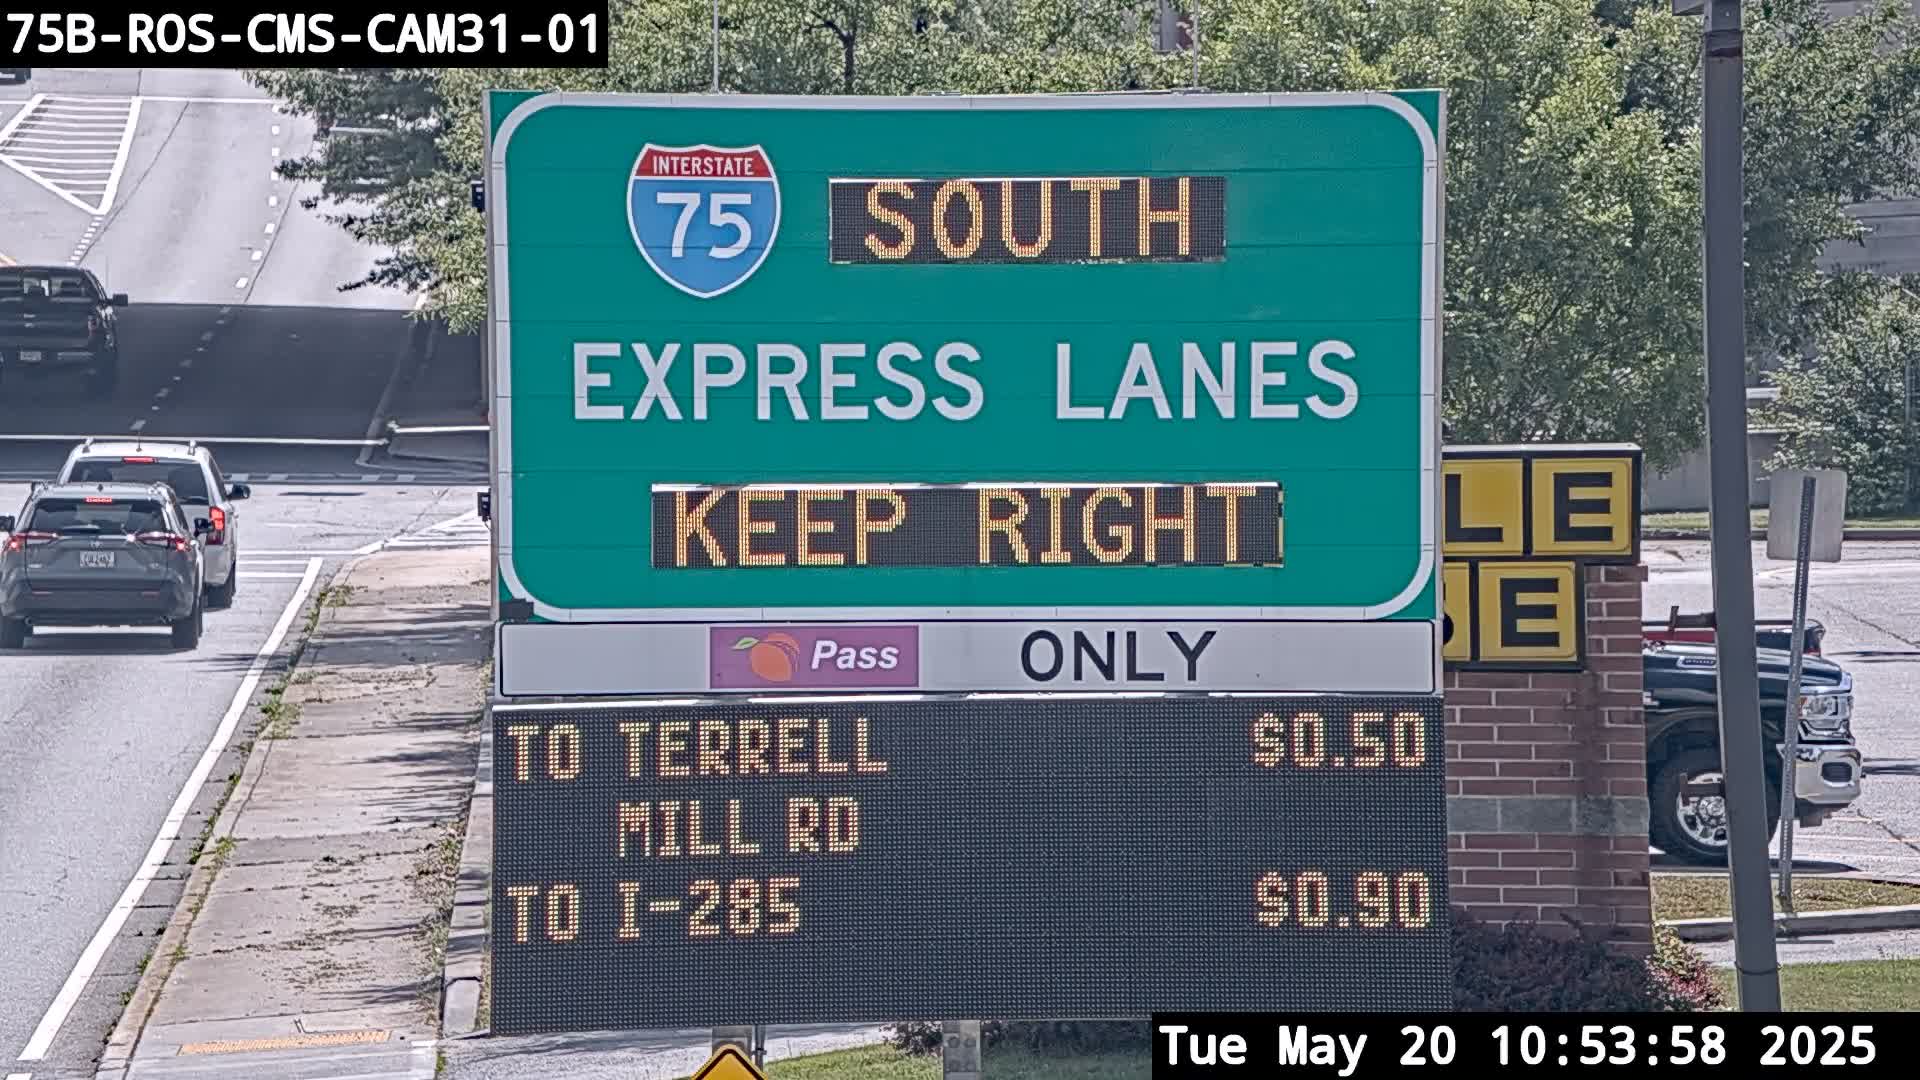 75B-ROS-CMS-CAM31-01
INTERSTATE
75
SOUTH
EXPRESS LANES
KEEP RIGHT
Pass ONLY
TO TERRELL $0.50
MILL RD
TO I-285 $0.90
LE
E
Tue May 20 10:53:58 2025